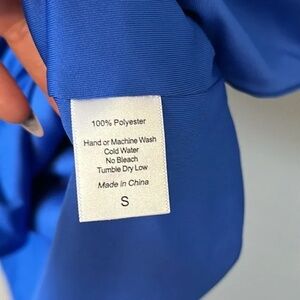 100% Polyester
Hand or Machine Wash
Cold Water
No Bleach
Tumble Dry Low
Made in China
S